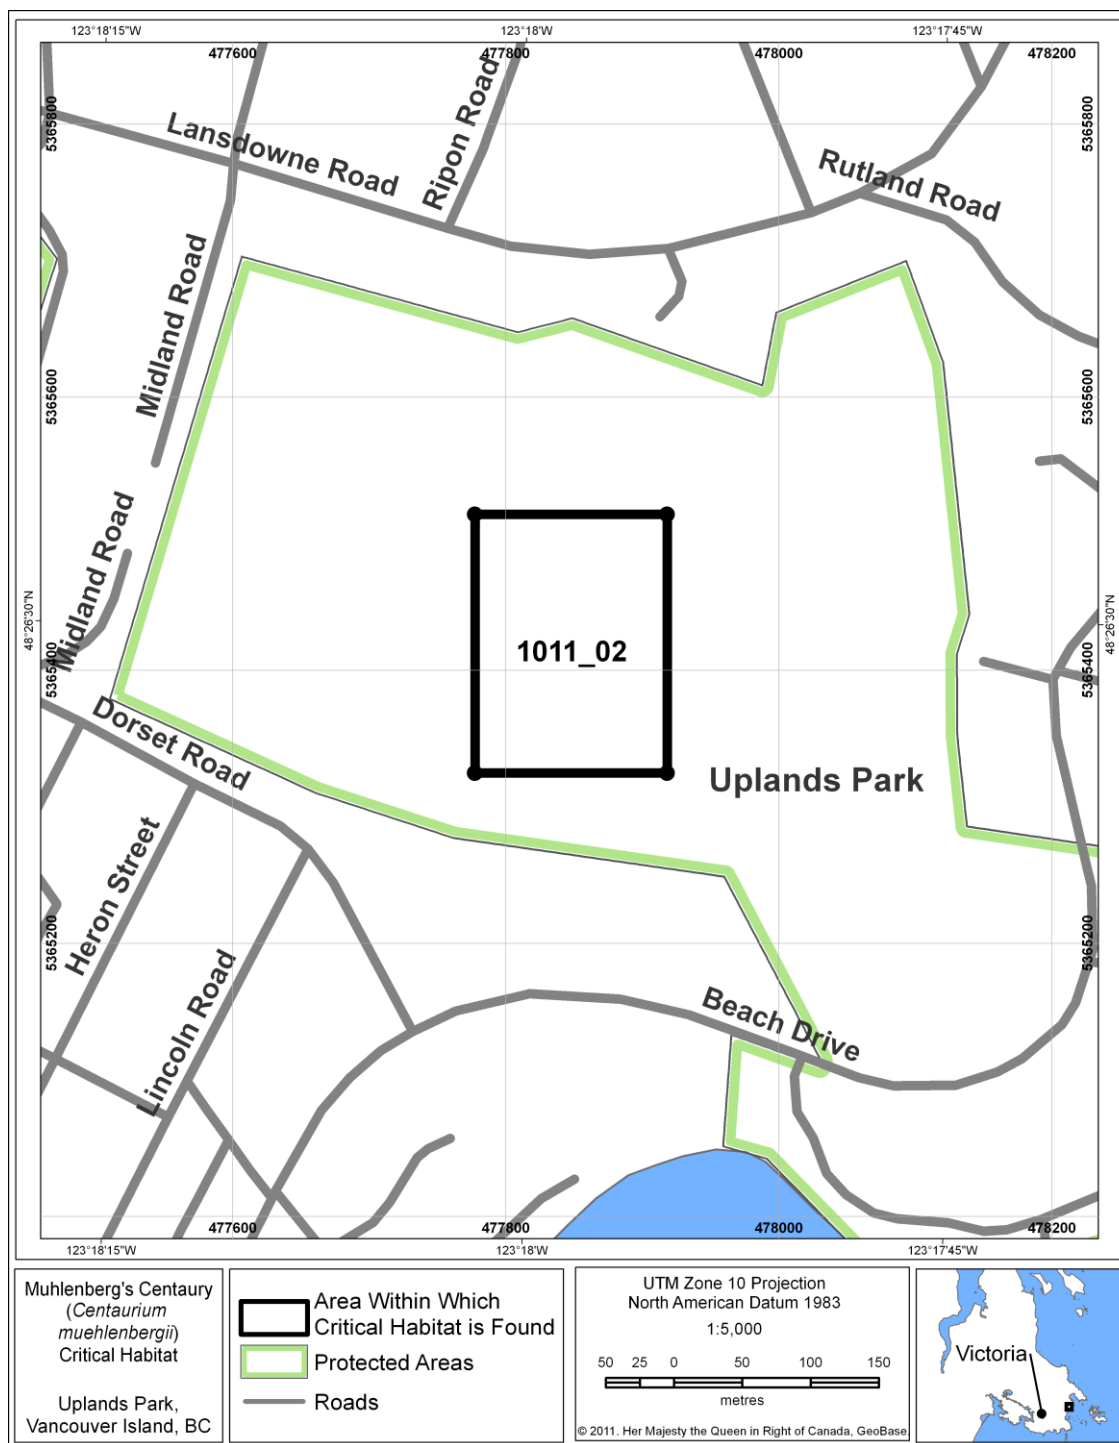 123°18'15"W
123°18'W
123°17'45"W
477600
477800
478000
478200
5365800
5365800
Lansdowne Road
Ripon Road
Rutland Road
Midland Road
5365600
5365600
Midland Road
48°26'30"N
48°26'30"N
1011_02
5365400
5365400
Dorset Road
Uplands Park
Heron Street
5365200
5365200
Lincoln Road
Beach Drive
477600
477800
478000
478200
123°18'15"W
123°18'W
123°17'45"W
Muhlenberg's Centaury
(Centaurium
muehlenbergii)
Critical Habitat
Uplands Park,
Vancouver Island, BC
Area Within Which
Critical Habitat is Found
Protected Areas
Roads
UTM Zone 10 Projection
North American Datum 1983
1:5,000
50 25 0 50 100 150
metres
© 2011. Her Majesty the Queen in Right of Canada, GeoBase
Victoria